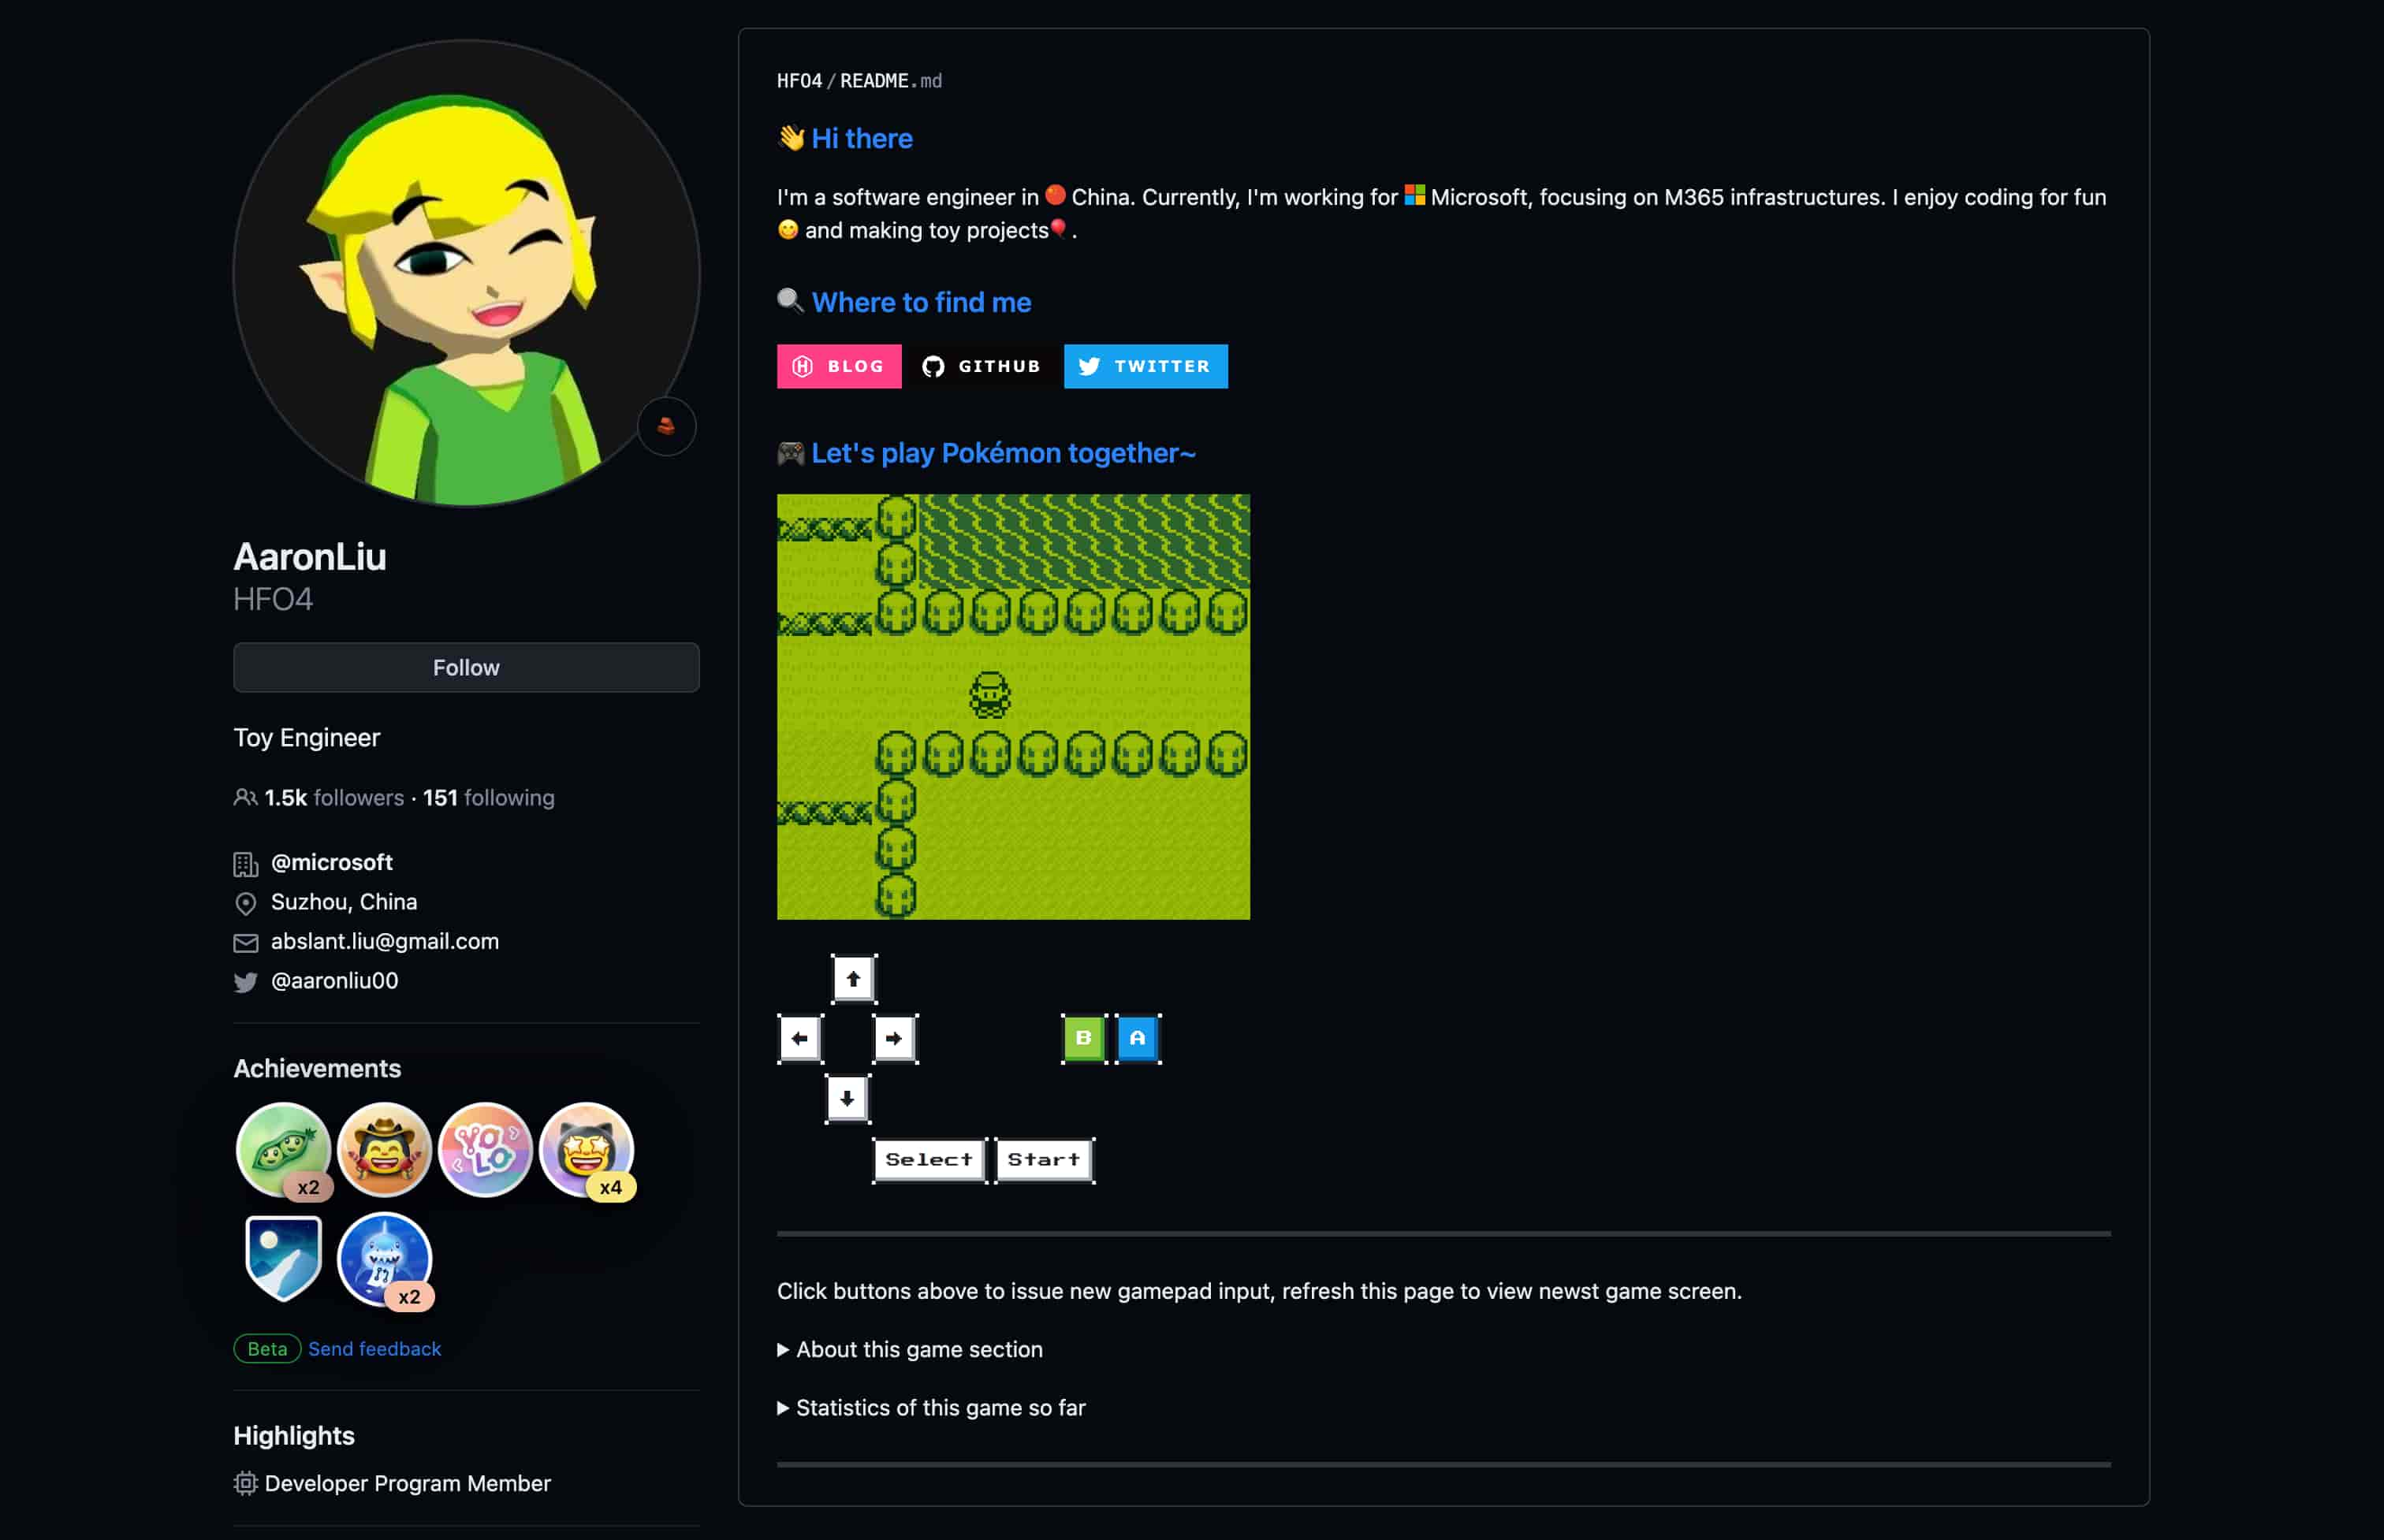 AaronLiu
HFO4
Follow
Toy Engineer
1.5k followers · 151 following
@microsoft
Suzhou, China
abslant.liu@gmail.com
@aaronliu00
Achievements
x2
YOLO
x4
x2
Beta Send feedback
Highlights
Developer Program Member
HFO4/README.md
👋 Hi there
I'm a software engineer in China. Currently, I'm working for Microsoft, focusing on M365 infrastructures. I enjoy coding for fun
😋 and making toy projects🎈.
🔍 Where to find me
BLOG GITHUB TWITTER
🎮 Let's play Pokémon together~
B A
Select Start
Click buttons above to issue new gamepad input, refresh this page to view newst game screen.
About this game section
Statistics of this game so far